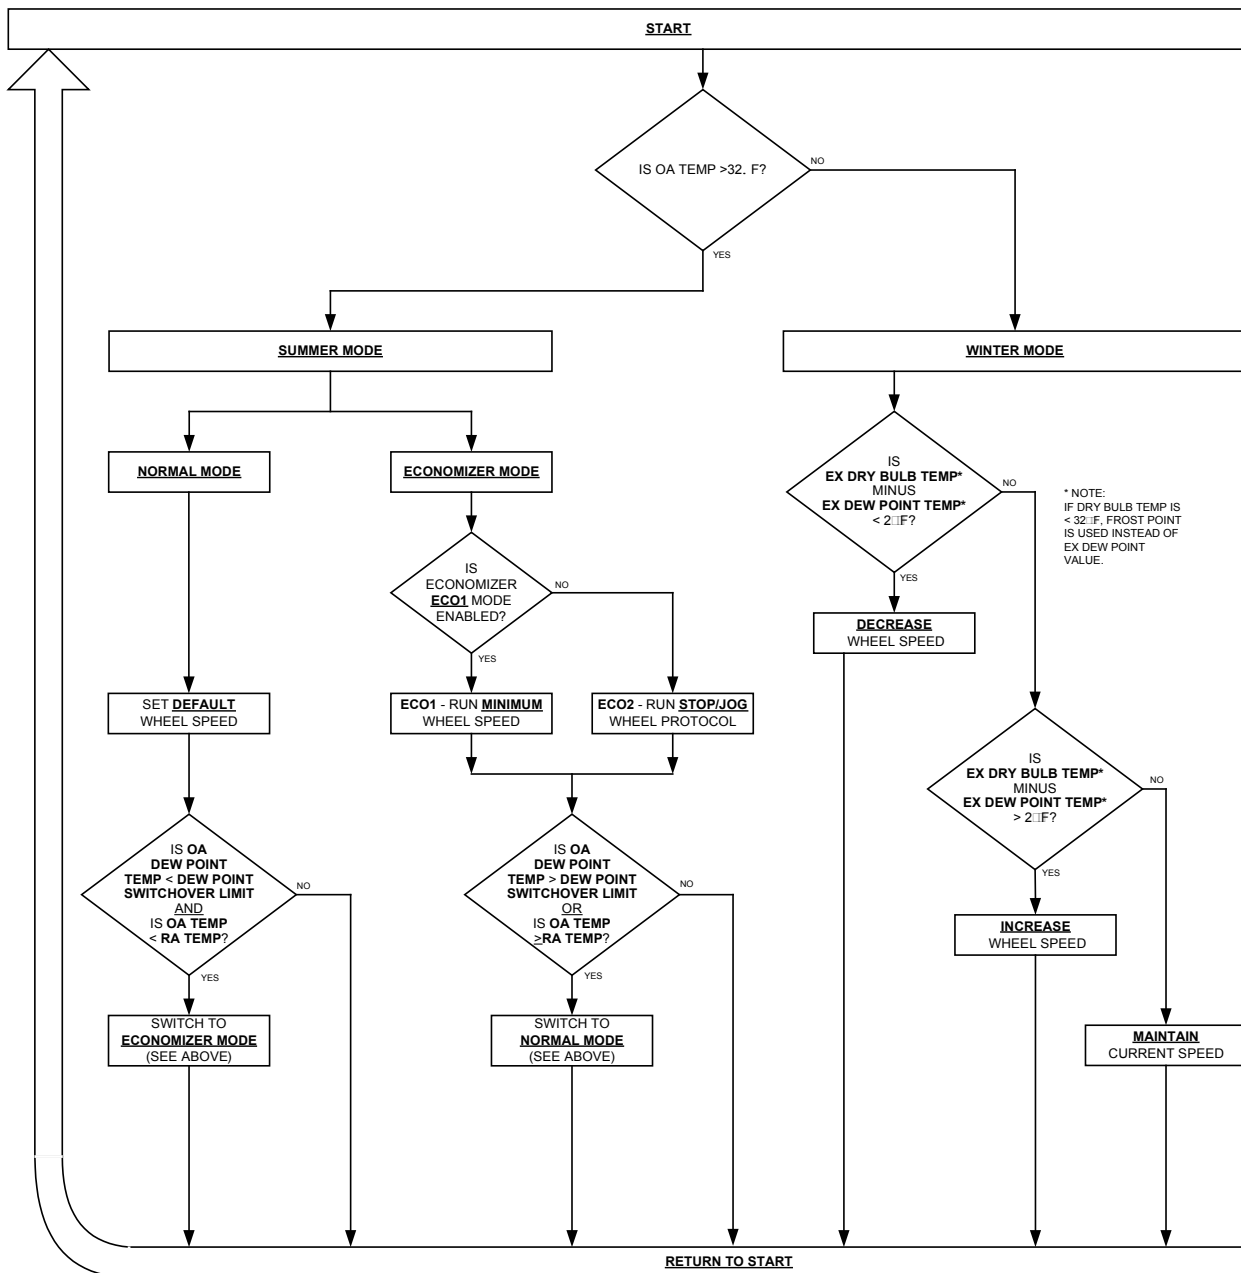 START
IS OA TEMP >32. F?
NO
YES
SUMMER MODE
WINTER MODE
NORMAL MODE
ECONOMIZER MODE
IS
EX DRY BULB TEMP*
MINUS
EX DEW POINT TEMP*
< 2□F?
NO
YES
* NOTE:
IF DRY BULB TEMP IS
< 32□F, FROST POINT
IS USED INSTEAD OF
EX DEW POINT
VALUE.
IS
ECONOMIZER
ECO1 MODE
ENABLED?
NO
YES
DECREASE
WHEEL SPEED
SET DEFAULT
WHEEL SPEED
ECO1 - RUN MINIMUM
WHEEL SPEED
ECO2 - RUN STOP/JOG
WHEEL PROTOCOL
IS
EX DRY BULB TEMP*
MINUS
EX DEW POINT TEMP*
> 2□F?
NO
YES
IS OA
DEW POINT
TEMP < DEW POINT
SWITCHOVER LIMIT
AND
IS OA TEMP
< RA TEMP?
NO
YES
IS OA
DEW POINT
TEMP > DEW POINT
SWITCHOVER LIMIT
OR
IS OA TEMP
>RA TEMP?
NO
YES
INCREASE
WHEEL SPEED
SWITCH TO
ECONOMIZER MODE
(SEE ABOVE)
SWITCH TO
NORMAL MODE
(SEE ABOVE)
MAINTAIN
CURRENT SPEED
RETURN TO START